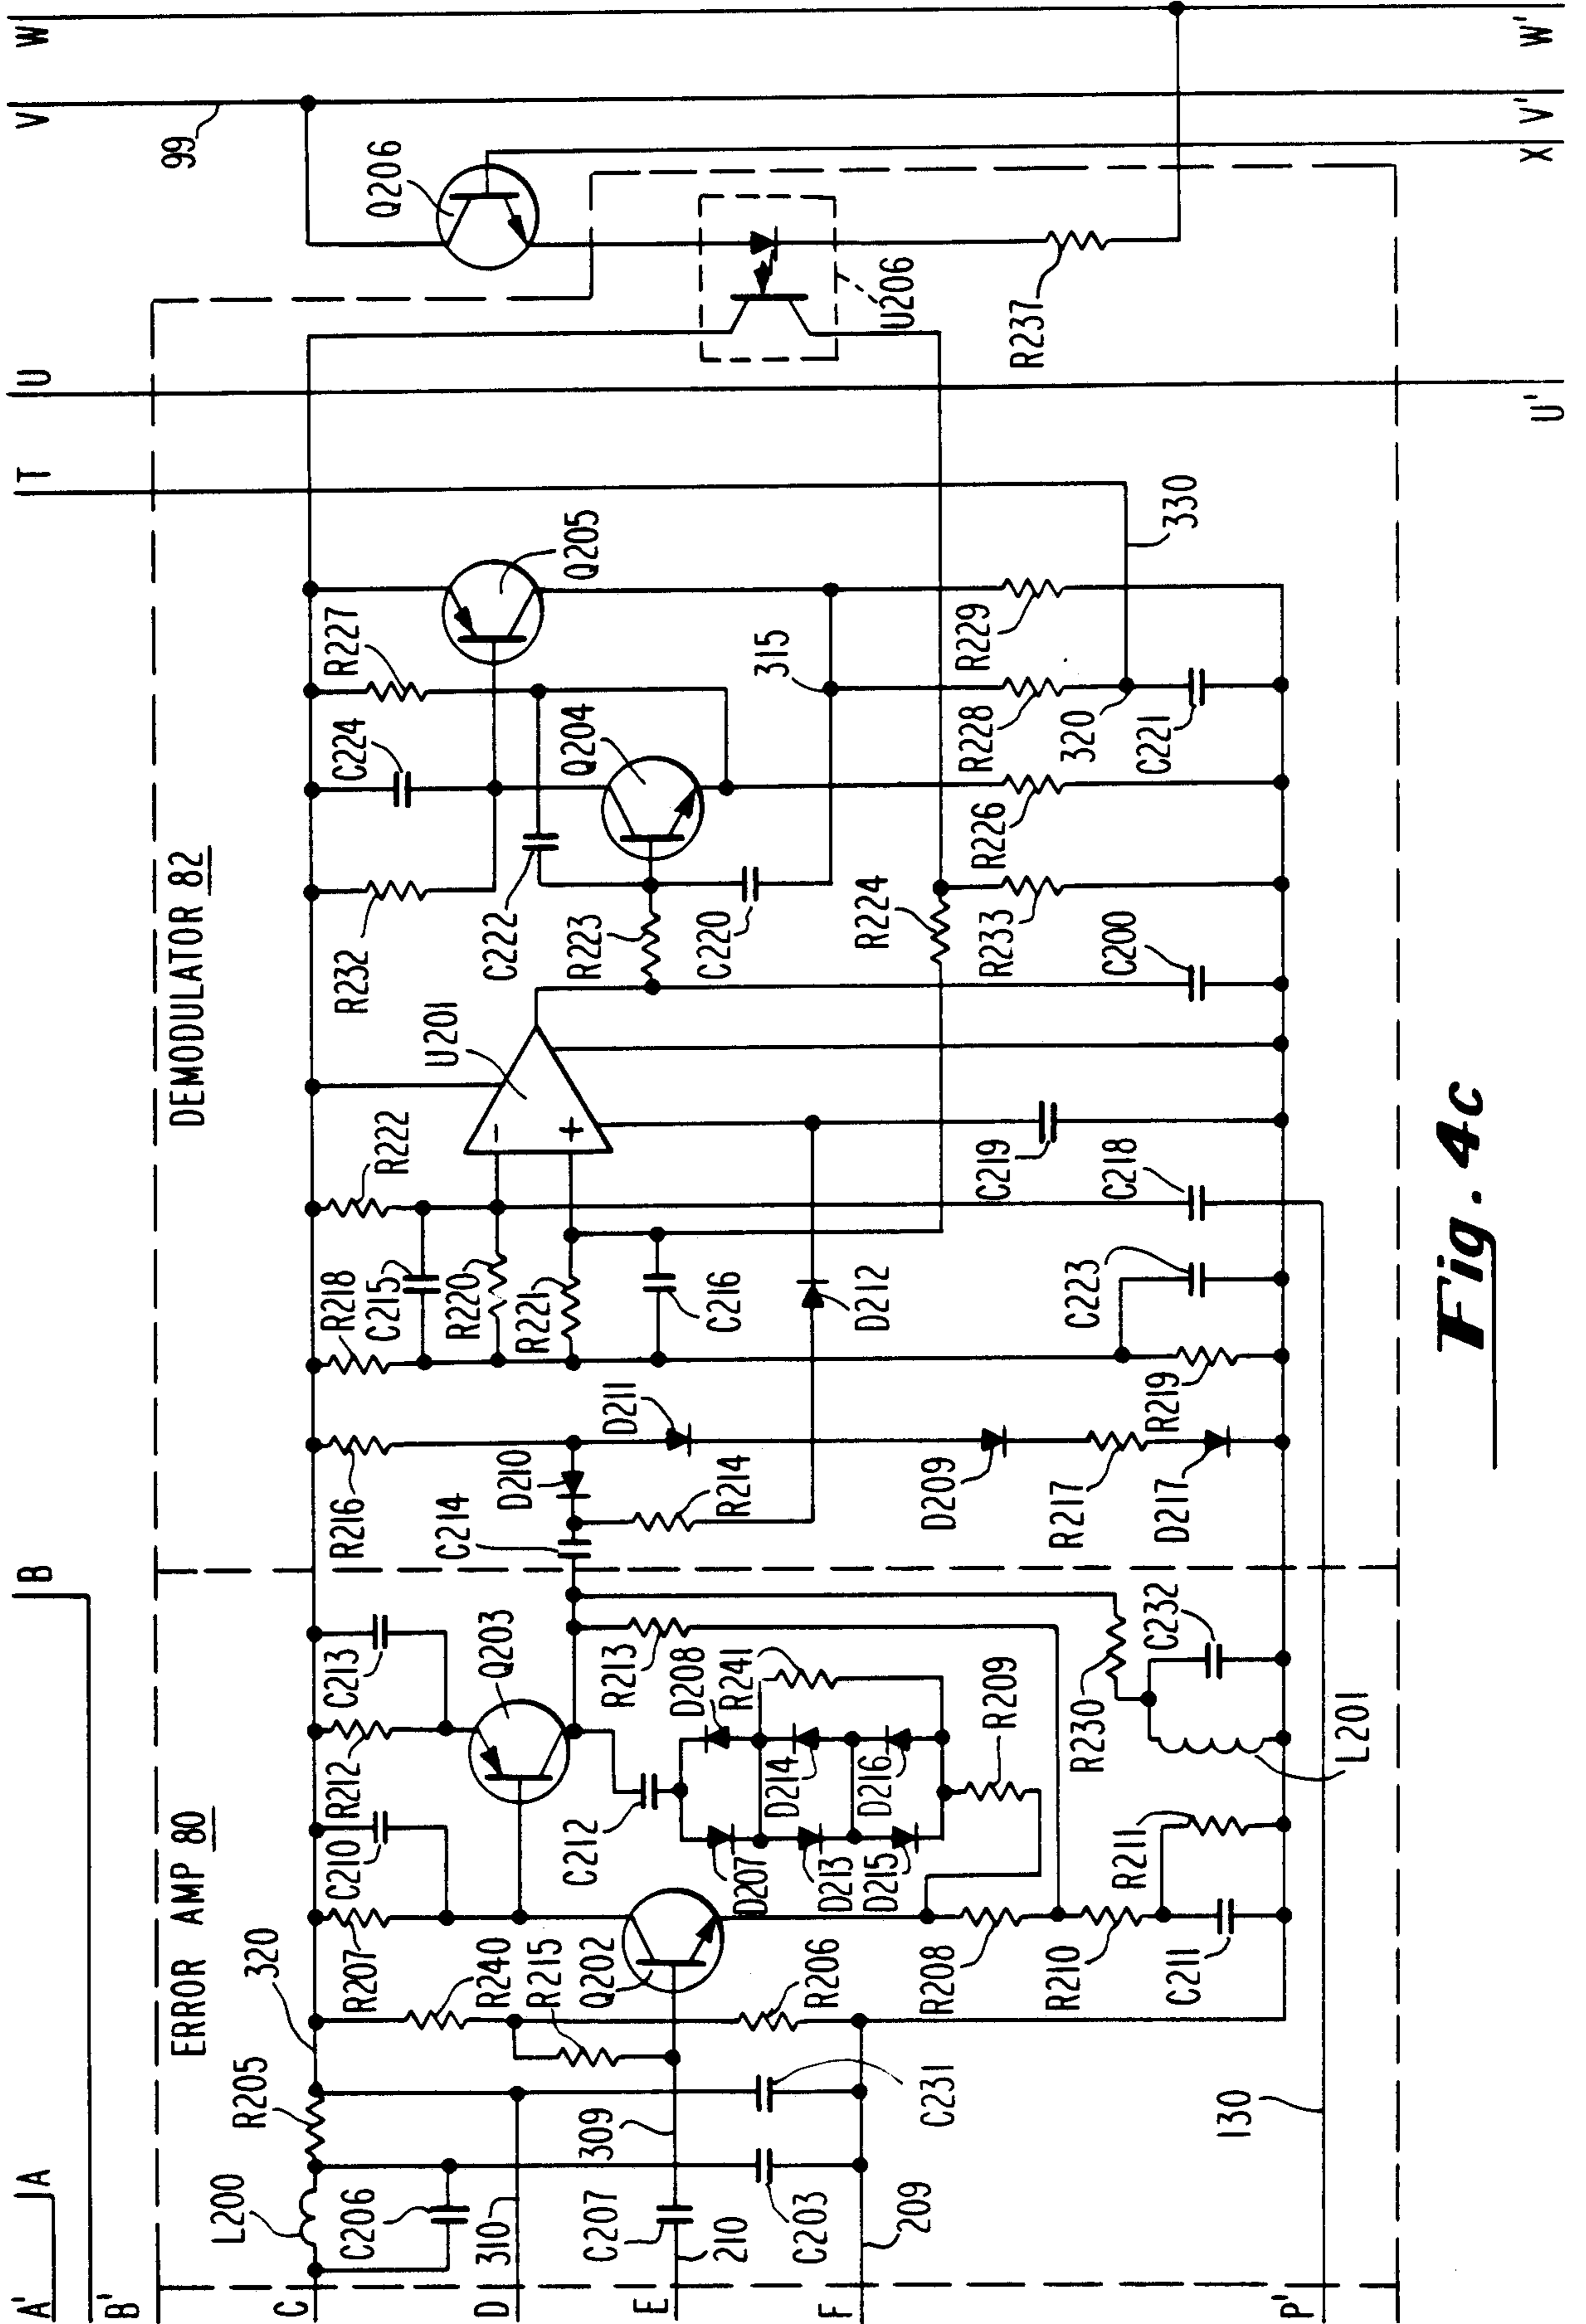 A'
A
B'
B
T
U
V
W
99
ERROR AMP 80
DEMODULATOR 82
C
D
E
F
P'
L200
C206
R205
320
310
C207
210
309
C203
209
C231
R240
R215
Q202
R206
R207
C210
R212
C213
Q203
C212
R213
D208
R241
D214
D216
D207
D213
D215
R209
R208
R210
C211
R211
R230
C232
L201
130
R216
C214
D210
D211
R214
D209
R217
D217
R218
C215
R220
R221
C216
D212
C223
R219
R222
U201
C219
C218
R232
C224
R227
Q205
C222
Q204
R223
C220
315
R224
R233
C200
R226
R228
320
C221
R229
330
Q206
U206
R237
U'
X
V'
W'
Fig. 4c